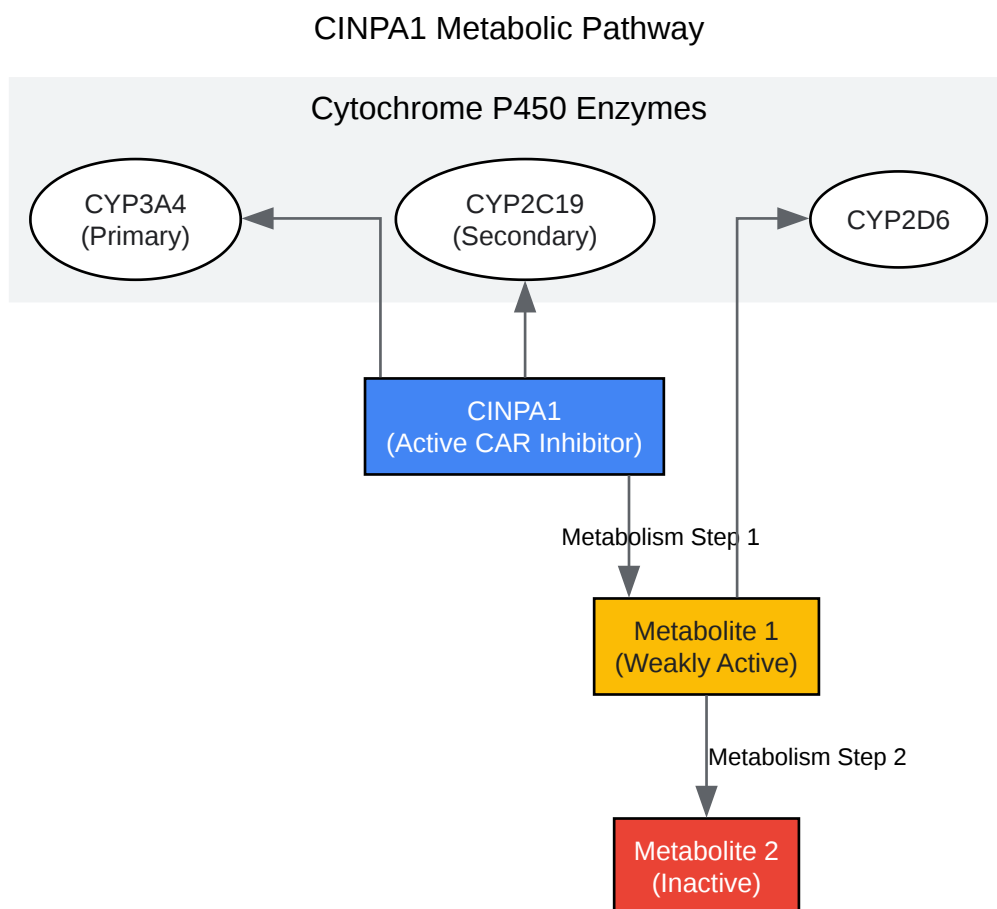 CINPA1 Metabolic Pathway
Cytochrome P450 Enzymes
CYP3A4
(Primary)
CYP2C19
(Secondary)
CYP2D6
CINPA1
(Active CAR Inhibitor)
Metabolism Step 1
Metabolite 1
(Weakly Active)
Metabolism Step 2
Metabolite 2
(Inactive)